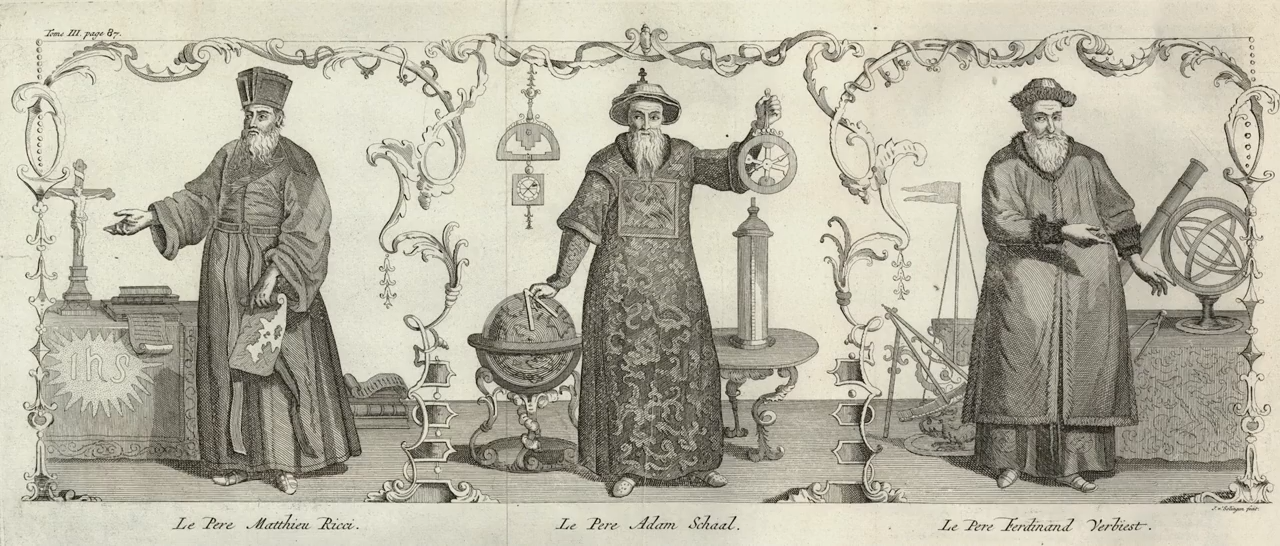 Tome III. page 87.
ihs
Le Pere Matthieu Ricci.
Le Pere Adam Schaal.
Le Pere Ferdinand Verbiest.